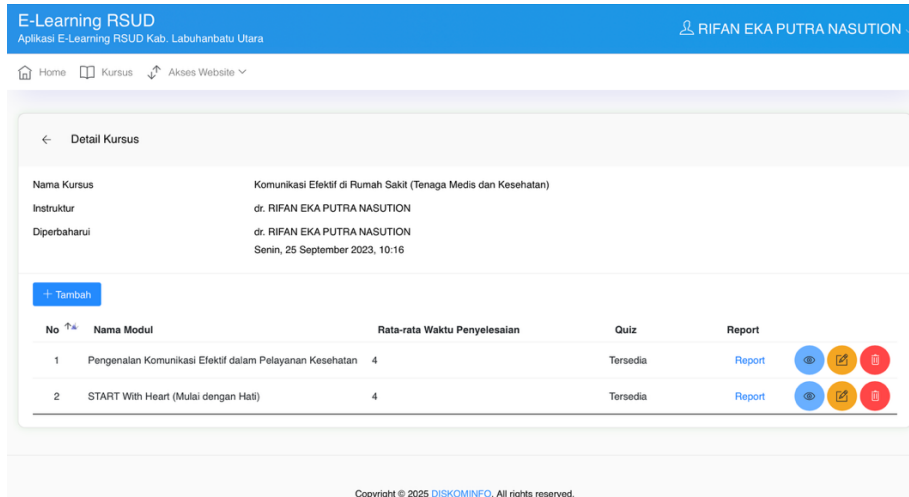 E-Learning RSUD
Aplikasi E-Learning RSUD Kab. Labuhanbatu Utara
RIFAN EKA PUTRA NASUTION
Home Kursus Akses Website
Detail Kursus
Nama Kursus Komunikasi Efektif di Rumah Sakit (Tenaga Medis dan Kesehatan)
Instruktur dr. RIFAN EKA PUTRA NASUTION
Diperbaharui dr. RIFAN EKA PUTRA NASUTION
Senin, 25 September 2023, 10:16
+ Tambah
No Nama Modul Rata-rata Waktu Penyelesaian Quiz Report
1 Pengenalan Komunikasi Efektif dalam Pelayanan Kesehatan 4 Tersedia Report
2 START With Heart (Mulai dengan Hati) 4 Tersedia Report
Copyright © 2025 DISKOMINFO. All rights reserved.